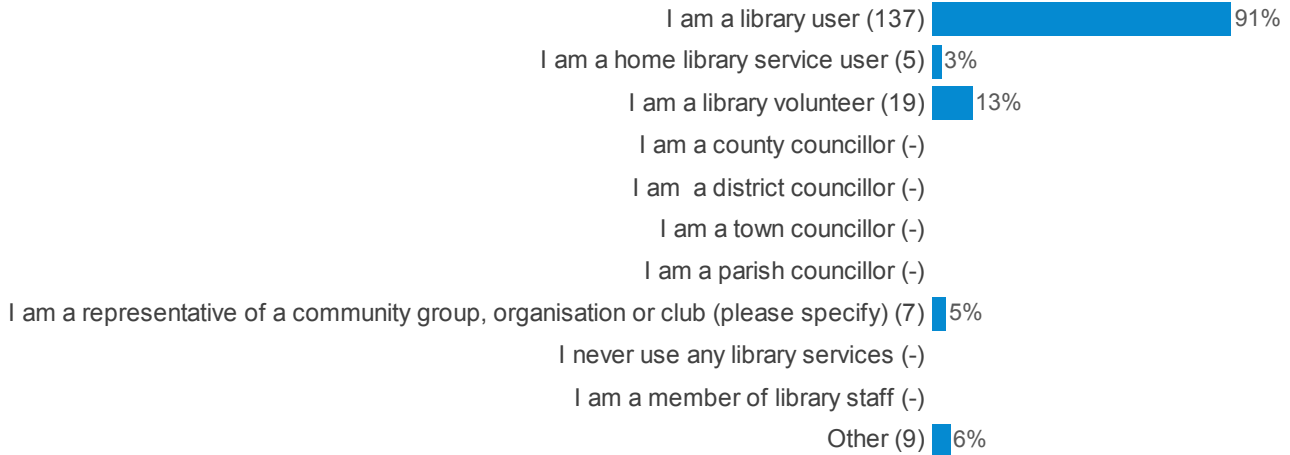 I am a library user (137) 91%
I am a home library service user (5) 3%
I am a library volunteer (19) 13%
I am a county councillor (-)
I am  a district councillor (-)
I am a town councillor (-)
I am a parish councillor (-)
I am a representative of a community group, organisation or club (please specify) (7) 5%
I never use any library services (-)
I am a member of library staff (-)
Other (9) 6%